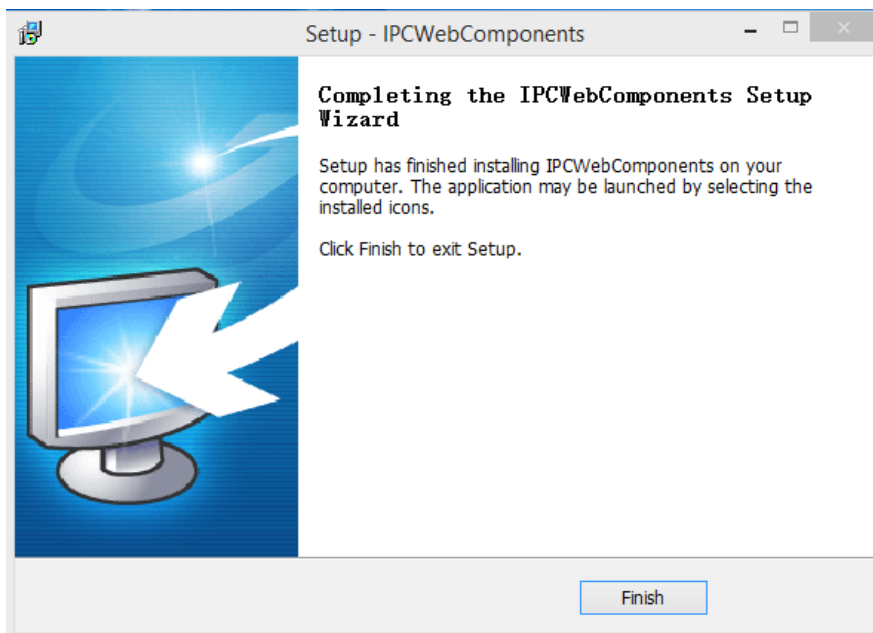 Setup - IPCWebComponents
Completing the IPCWebComponents Setup
Wizard
Setup has finished installing IPCWebComponents on your
computer. The application may be launched by selecting the
installed icons.
Click Finish to exit Setup.
Finish